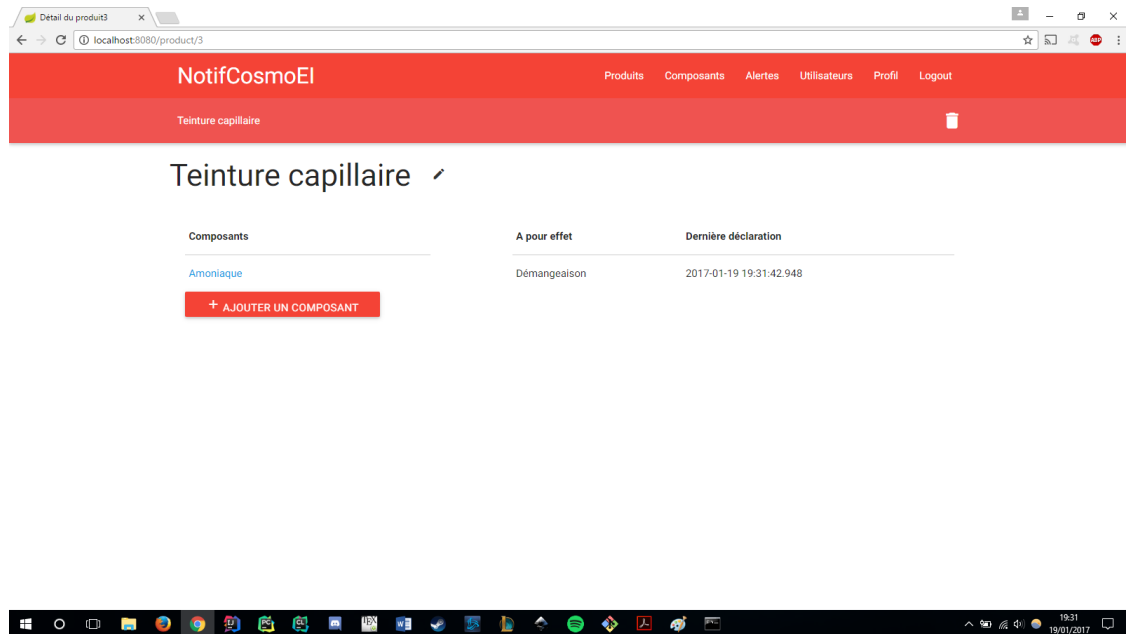 Détail du produit3
localhost:8080/product/3
ABP
NotifCosmoEI
Produits Composants Alertes Utilisateurs Profil Logout
Teinture capillaire
Teinture capillaire
Composants A pour effet Dernière déclaration
Amoniaque Démangeaison 2017-01-19 19:31:42.948
+ AJOUTER UN COMPOSANT
19:31
19/01/2017